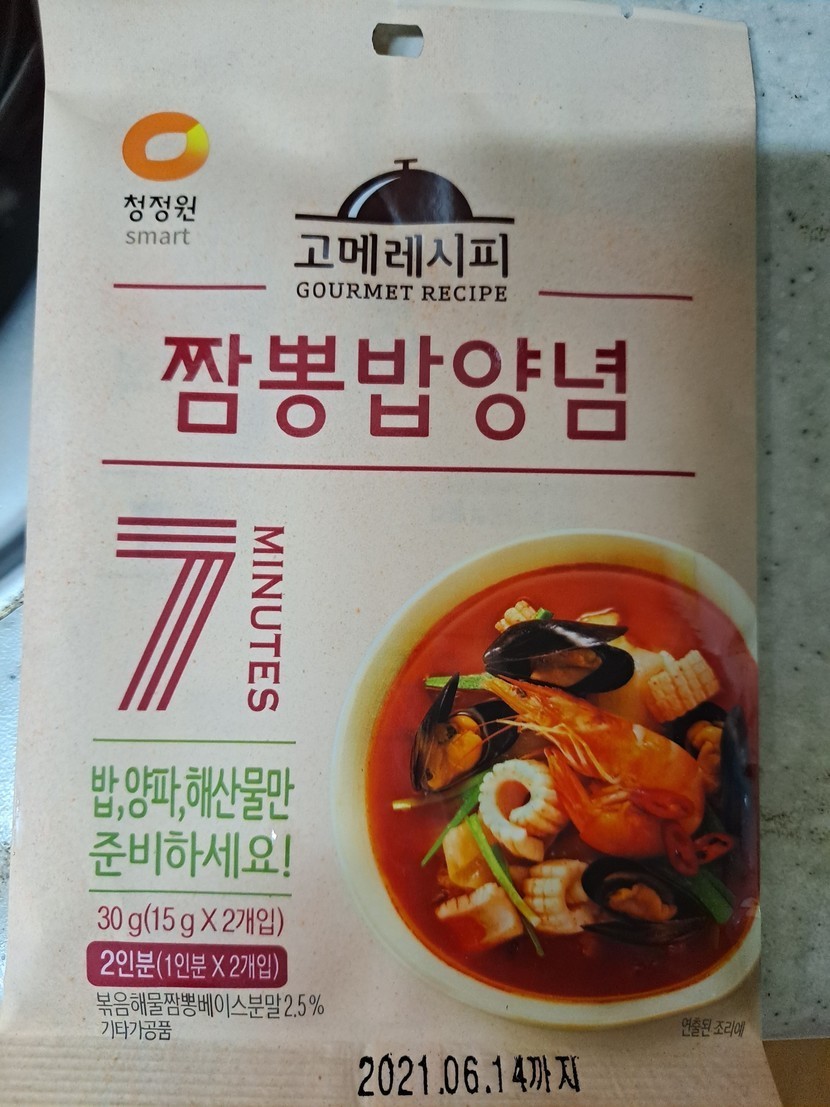 청정원
smart
고메레시피
GOURMET RECIPE
짬뽕밥양념
7
MINUTES
밥,양파,해산물만
준비하세요!
30 g(15 g X 2개입)
2인분(1인분 X 2개입)
볶음해물짬뽕베이스분말 2.5%
기타가공품
연출된 조리예
2021.06.14까지